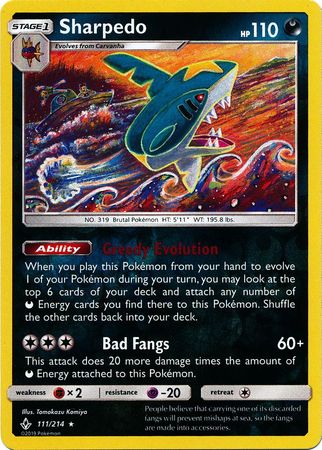 STAGE 1
Sharpedo
HP 110
Evolves from Carvanha
NO. 319 Brutal Pokémon HT: 5'11" WT: 195.8 lbs.
Ability Greedy Evolution
When you play this Pokémon from your hand to evolve
1 of your Pokémon during your turn, you may look at the
top 6 cards of your deck and attach any number of
Energy cards you find there to this Pokémon. Shuffle
the other cards back into your deck.
Bad Fangs 60+
This attack does 20 more damage times the amount of
Energy attached to this Pokémon.
weakness ×2 resistance -20 retreat
Illus. Tomokazu Komiya
111/214 ★
©2019 Pokémon
People believe that carrying one of its discarded
fangs will prevent mishaps at sea, so the fangs
are made into accessories.